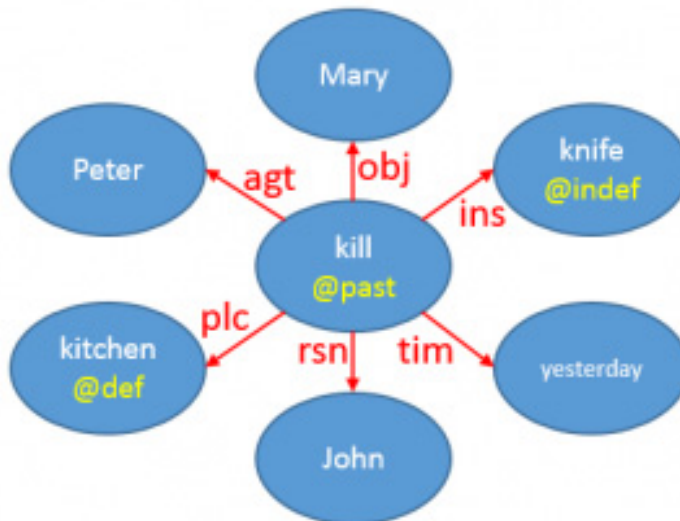 Mary
Peter
agt
obj
knife
@indef
ins
kill
@past
plc
kitchen
@def
rsn
tim
yesterday
John